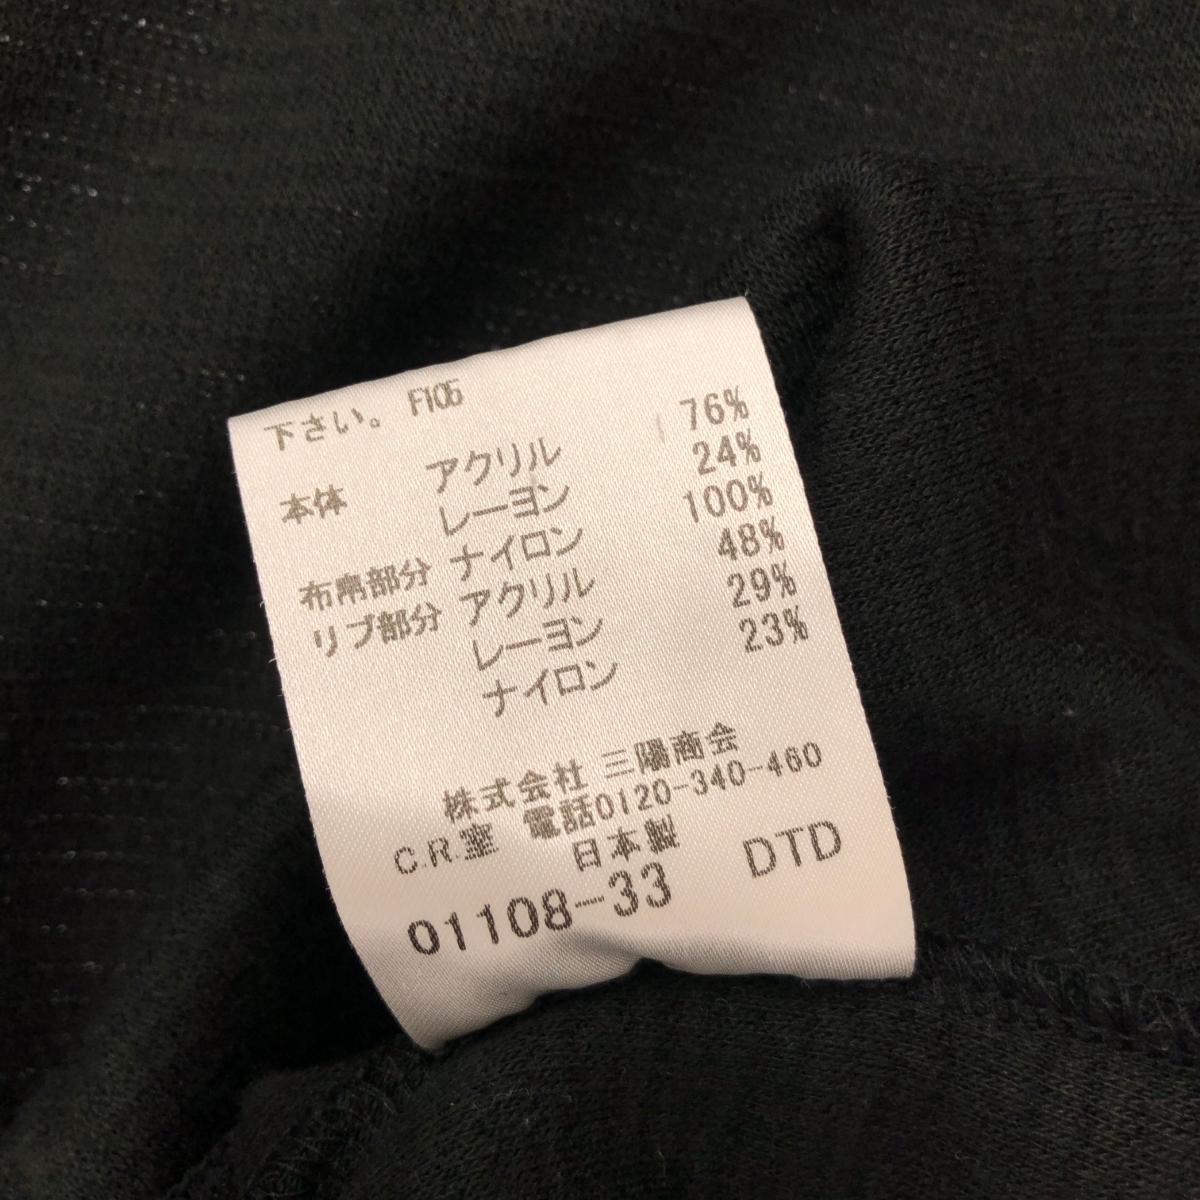 下さい。 F105
本体 アクリル 76%
レーヨン 24%
布帛部分 ナイロン 100%
リブ部分 アクリル 48%
レーヨン 29%
ナイロン 23%
株式会社 三陽商会
C.R.室 電話0120-340-460
日本製
01108-33 DTD